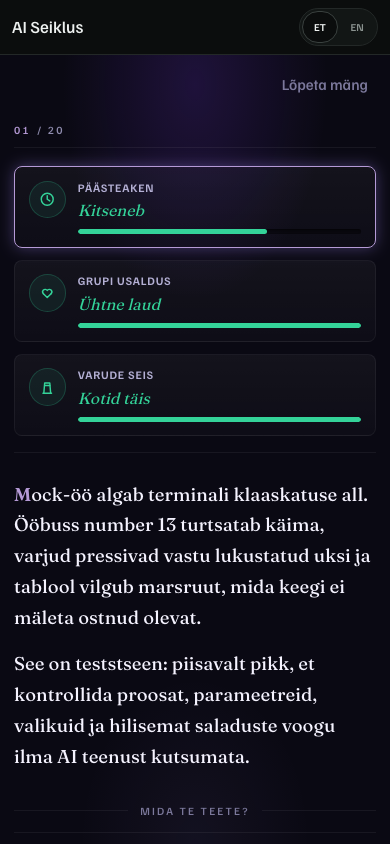 AI Seiklus
ET EN
Lõpeta mäng
01 / 20
PÄÄSTEAKEN
Kitseneb
GRUPI USALDUS
Ühtne laud
VARUDE SEIS
Kotid täis
Mock-öö algab terminali klaaskatuse all.
Ööbuss number 13 turtsatab käima,
varjud pressivad vastu lukustatud uksi ja
tablool vilgub marsruut, mida keegi ei
mäleta ostnud olevat.
See on teststseen: piisavalt pikk, et
kontrollida proosat, parameetreid,
valikuid ja hilisemat saladuste voogu
ilma AI teenust kutsumata.
MIDA TE TEETE?